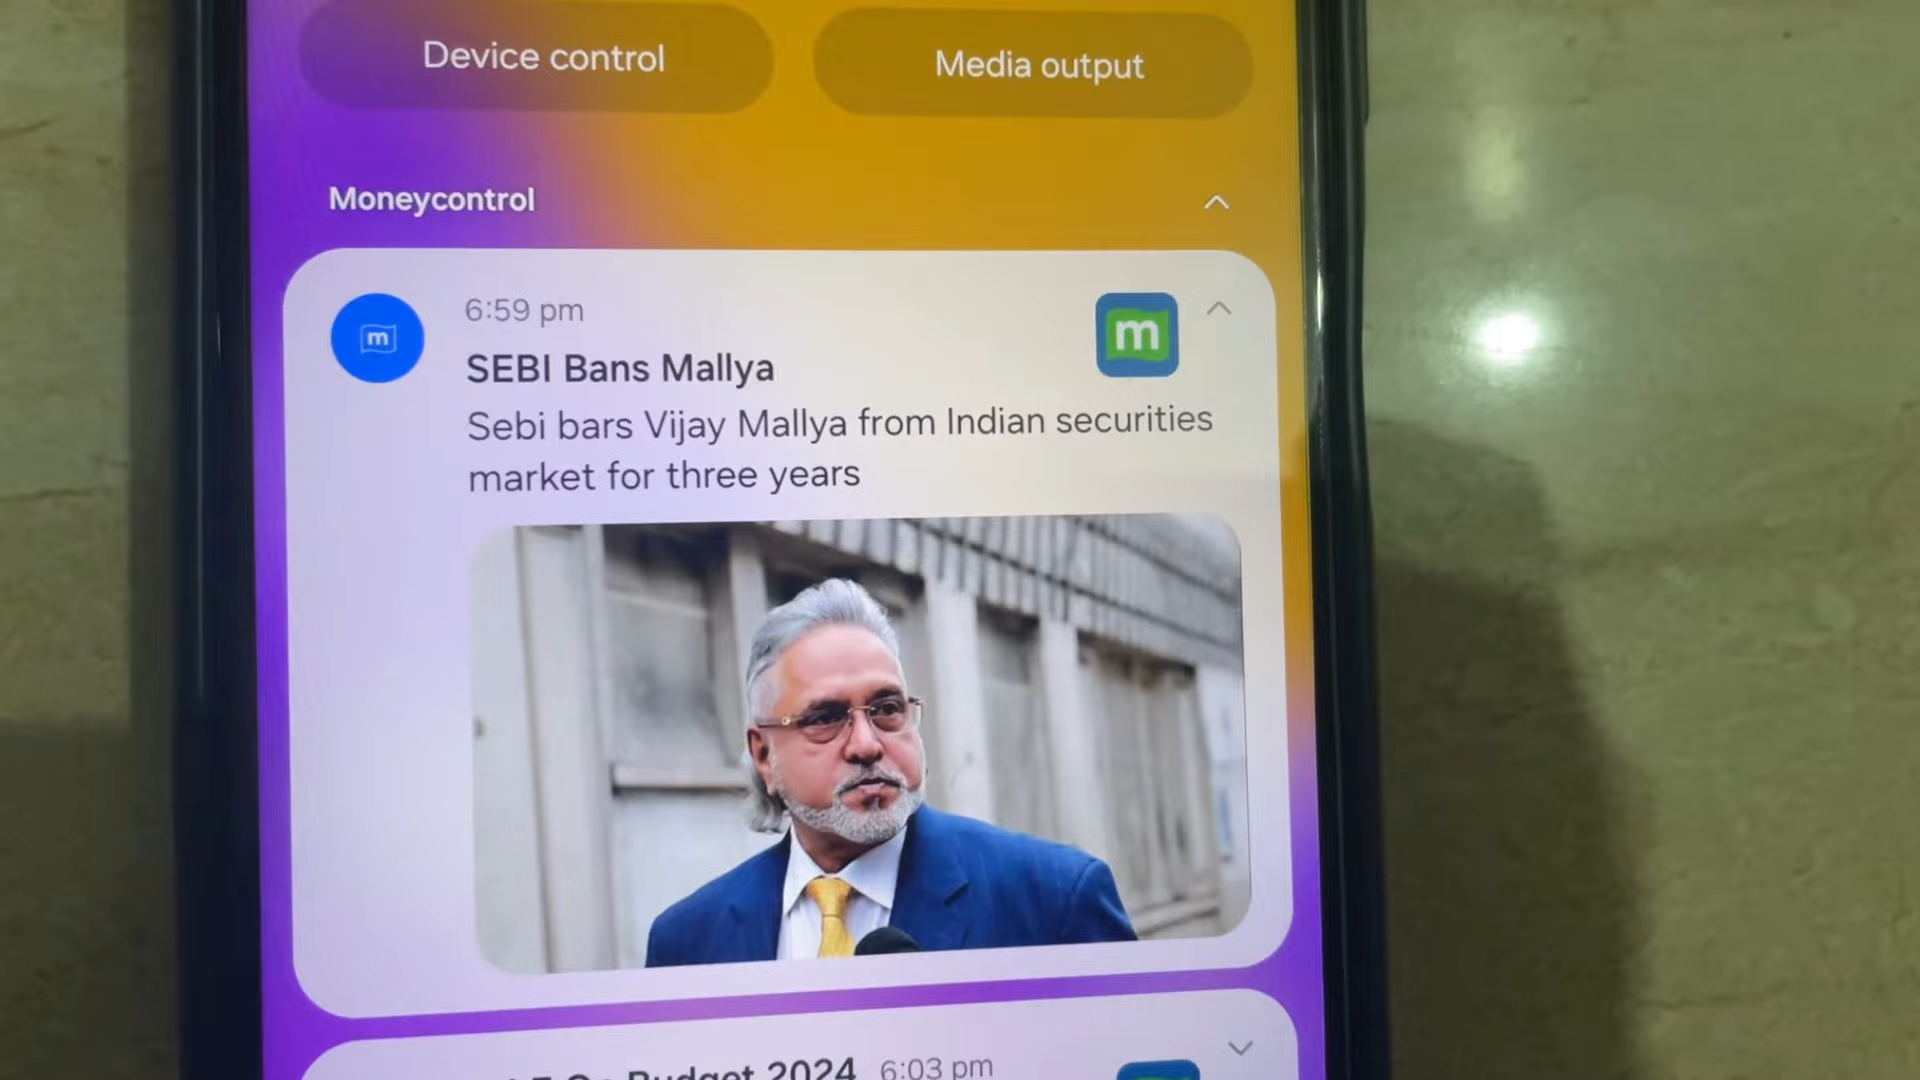 Device control
Media output
Moneycontrol
m
6:59 pm
m
SEBI Bans Mallya
Sebi bars Vijay Mallya from Indian securities
market for three years
Budget 2024 6:03 pm